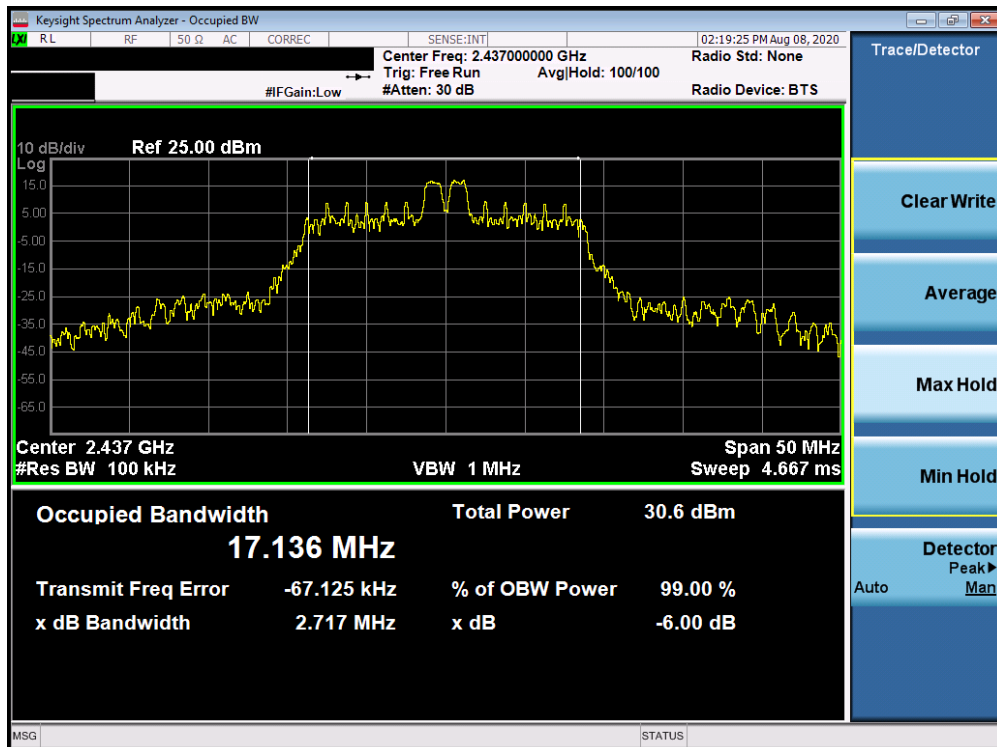 Keysight Spectrum Analyzer - Occupied BW
LXI RL RF 50 Ω AC CORREC SENSE:INT 02:19:25 PM Aug 08, 2020
Center Freq: 2.437000000 GHz Radio Std: None
Trig: Free Run Avg|Hold: 100/100
#IFGain:Low #Atten: 30 dB Radio Device: BTS
10 dB/div Ref 25.00 dBm
Log
15.0
5.00
-5.00
-15.0
-25.0
-35.0
-45.0
-55.0
-65.0
Center 2.437 GHz Span 50 MHz
#Res BW 100 kHz VBW 1 MHz Sweep 4.667 ms
Occupied Bandwidth Total Power 30.6 dBm
17.136 MHz
Transmit Freq Error -67.125 kHz % of OBW Power 99.00 %
x dB Bandwidth 2.717 MHz x dB -6.00 dB
MSG STATUS
Trace/Detector
Clear Write
Average
Max Hold
Min Hold
Detector
Peak▶
Auto Man